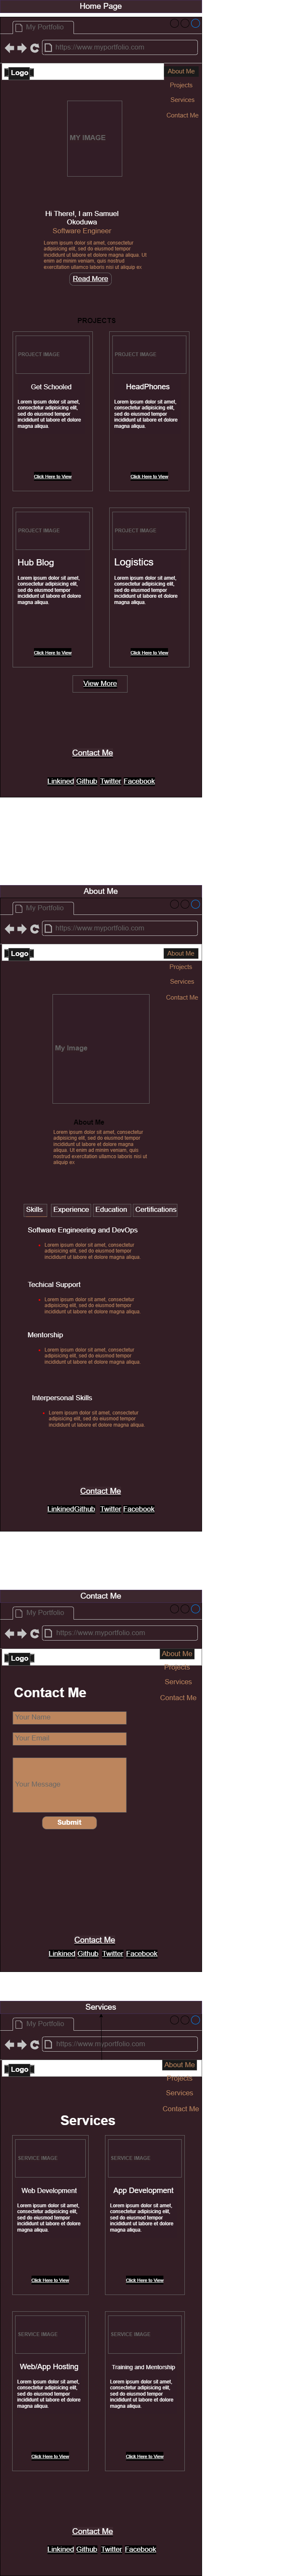 Home Page
My Portfolio
https://www.myportfolio.com
Logo
About Me
Projects
Services
Contact Me
MY IMAGE
Hi There!, I am Samuel
Okoduwa
Software Engineer
Lorem ipsum dolor sit amet, consectetur
adipisicing elit, sed do eiusmod tempor
incididunt ut labore et dolore magna aliqua. Ut
enim ad minim veniam, quis nostrud
exercitation ullamco laboris nisi ut aliquip ex
Read More
PROJECTS
PROJECT IMAGE
PROJECT IMAGE
Get Schooled
HeadPhones
Lorem ipsum dolor sit amet,
consectetur adipisicing elit,
sed do eiusmod tempor
incididunt ut labore et dolore
magna aliqua.
Lorem ipsum dolor sit amet,
consectetur adipisicing elit,
sed do eiusmod tempor
incididunt ut labore et dolore
magna aliqua.
Click Here to View
Click Here to View
PROJECT IMAGE
PROJECT IMAGE
Hub Blog
Logistics
Lorem ipsum dolor sit amet,
consectetur adipisicing elit,
sed do eiusmod tempor
incididunt ut labore et dolore
magna aliqua.
Lorem ipsum dolor sit amet,
consectetur adipisicing elit,
sed do eiusmod tempor
incididunt ut labore et dolore
magna aliqua.
Click Here to View
Click Here to View
View More
Contact Me
Linkined Github Twitter Facebook
About Me
My Portfolio
https://www.myportfolio.com
Logo
About Me
Projects
Services
Contact Me
My Image
About Me
Lorem ipsum dolor sit amet, consectetur
adipisicing elit, sed do eiusmod tempor
incididunt ut labore et dolore magna
aliqua. Ut enim ad minim veniam, quis
nostrud exercitation ullamco laboris nisi ut
aliquip ex
Skills Experience Education Certifications
Software Engineering and DevOps
Lorem ipsum dolor sit amet, consectetur
adipisicing elit, sed do eiusmod tempor
incididunt ut labore et dolore magna aliqua.
Techical Support
Lorem ipsum dolor sit amet, consectetur
adipisicing elit, sed do eiusmod tempor
incididunt ut labore et dolore magna aliqua.
Mentorship
Lorem ipsum dolor sit amet, consectetur
adipisicing elit, sed do eiusmod tempor
incididunt ut labore et dolore magna aliqua.
Interpersonal Skills
Lorem ipsum dolor sit amet, consectetur
adipisicing elit, sed do eiusmod tempor
incididunt ut labore et dolore magna aliqua.
Contact Me
LinkinedGithub Twitter Facebook
Contact Me
My Portfolio
https://www.myportfolio.com
Logo
About Me
Projects
Services
Contact Me
Contact Me
Your Name
Your Email
Your Message
Submit
Contact Me
Linkined Github Twitter Facebook
Services
My Portfolio
https://www.myportfolio.com
Logo
About Me
Projects
Services
Contact Me
Services
SERVICE IMAGE
SERVICE IMAGE
Web Development
App Development
Lorem ipsum dolor sit amet,
consectetur adipisicing elit,
sed do eiusmod tempor
incididunt ut labore et dolore
magna aliqua.
Lorem ipsum dolor sit amet,
consectetur adipisicing elit,
sed do eiusmod tempor
incididunt ut labore et dolore
magna aliqua.
Click Here to View
Click Here to View
SERVICE IMAGE
SERVICE IMAGE
Web/App Hosting
Training and Mentorship
Lorem ipsum dolor sit amet,
consectetur adipisicing elit,
sed do eiusmod tempor
incididunt ut labore et dolore
magna aliqua.
Lorem ipsum dolor sit amet,
consectetur adipisicing elit,
sed do eiusmod tempor
incididunt ut labore et dolore
magna aliqua.
Click Here to View
Click Here to View
Contact Me
Linkined Github Twitter Facebook